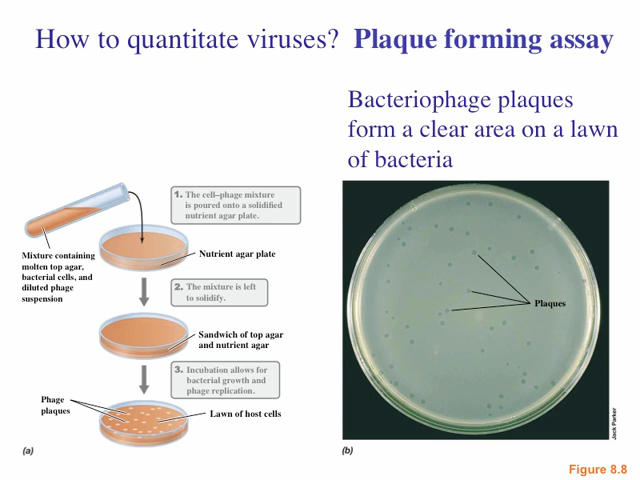 How to quantitate viruses? Plaque forming assay
Bacteriophage plaques
form a clear area on a lawn
of bacteria
1. The cell–phage mixture
is poured onto a solidified
nutrient agar plate.
Mixture containing
molten top agar,
bacterial cells, and
diluted phage
suspension
Nutrient agar plate
2. The mixture is left
to solidify.
Sandwich of top agar
and nutrient agar
3. Incubation allows for
bacterial growth and
phage replication.
Phage
plaques
Lawn of host cells
(a)
Plaques
Jack Parker
(b)
Figure 8.8